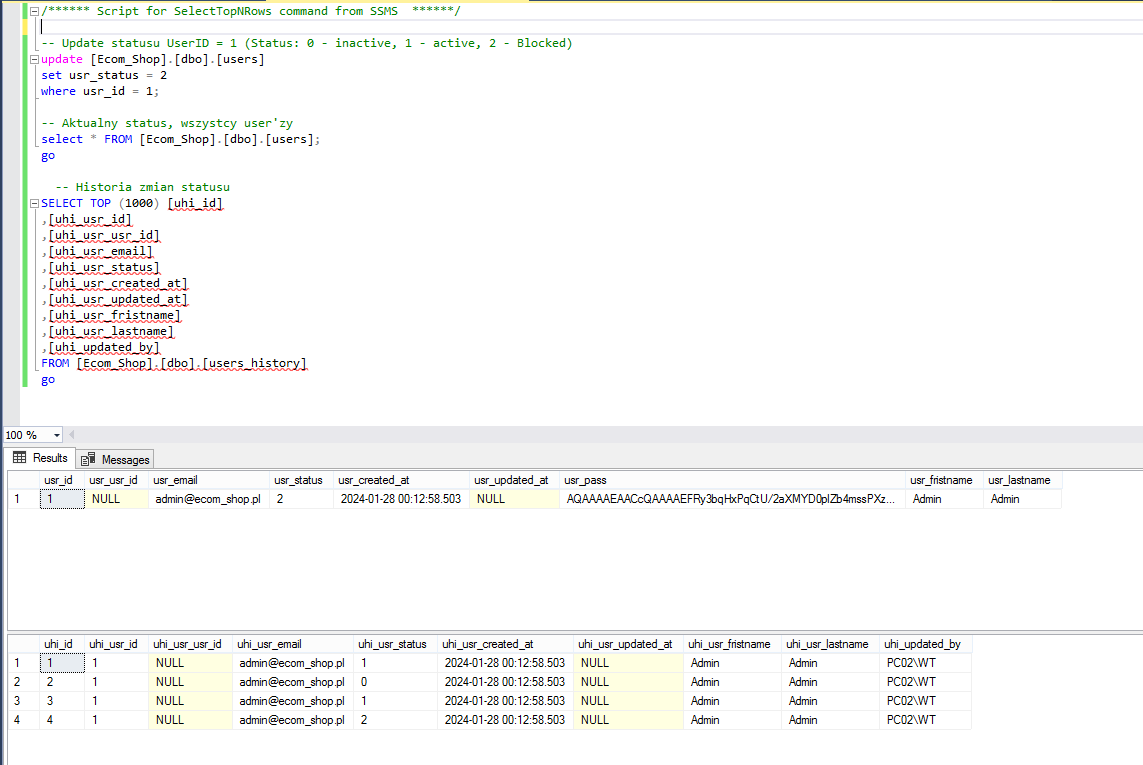 /****** Script for SelectTopNRows command from SSMS  ******/
-- Update statusu UserID = 1 (Status: 0 - inactive, 1 - active, 2 - Blocked)
update [Ecom_Shop].[dbo].[users]
set usr_status = 2
where usr_id = 1;
-- Aktualny status, wszystcy user'zy
select * FROM [Ecom_Shop].[dbo].[users];
go
-- Historia zmian statusu
SELECT TOP (1000) [uhi_id]
,[uhi_usr_id]
,[uhi_usr_usr_id]
,[uhi_usr_email]
,[uhi_usr_status]
,[uhi_usr_created_at]
,[uhi_usr_updated_at]
,[uhi_usr_fristname]
,[uhi_usr_lastname]
,[uhi_updated_by]
FROM [Ecom_Shop].[dbo].[users_history]
go
100 %
Results Messages
usr_id usr_usr_id usr_email usr_status usr_created_at usr_updated_at usr_pass usr_fristname usr_lastname
1 1 NULL admin@ecom_shop.pl 2 2024-01-28 00:12:58.503 NULL AQAAAAEAACcQAAAAEFRy3bqHxPqCtU/2aXMYD0plZb4mssPXz... Admin Admin
uhi_id uhi_usr_id uhi_usr_usr_id uhi_usr_email uhi_usr_status uhi_usr_created_at uhi_usr_updated_at uhi_usr_fristname uhi_usr_lastname uhi_updated_by
1 1 1 NULL admin@ecom_shop.pl 1 2024-01-28 00:12:58.503 NULL Admin Admin PC02\WT
2 2 1 NULL admin@ecom_shop.pl 0 2024-01-28 00:12:58.503 NULL Admin Admin PC02\WT
3 3 1 NULL admin@ecom_shop.pl 1 2024-01-28 00:12:58.503 NULL Admin Admin PC02\WT
4 4 1 NULL admin@ecom_shop.pl 2 2024-01-28 00:12:58.503 NULL Admin Admin PC02\WT